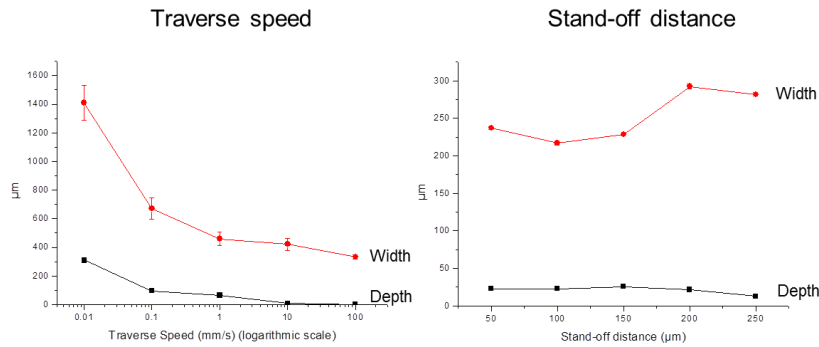 Traverse speed
1600
1400
1200
1000
800
600
400
200
0
µm
0.01 0.1 1 10 100
Traverse Speed (mm/s) (logarithmic scale)
Width
Depth
Stand-off distance
300
250
200
150
100
50
25
0
µm
50 100 150 200 250
Stand-off distance (µm)
Width
Depth